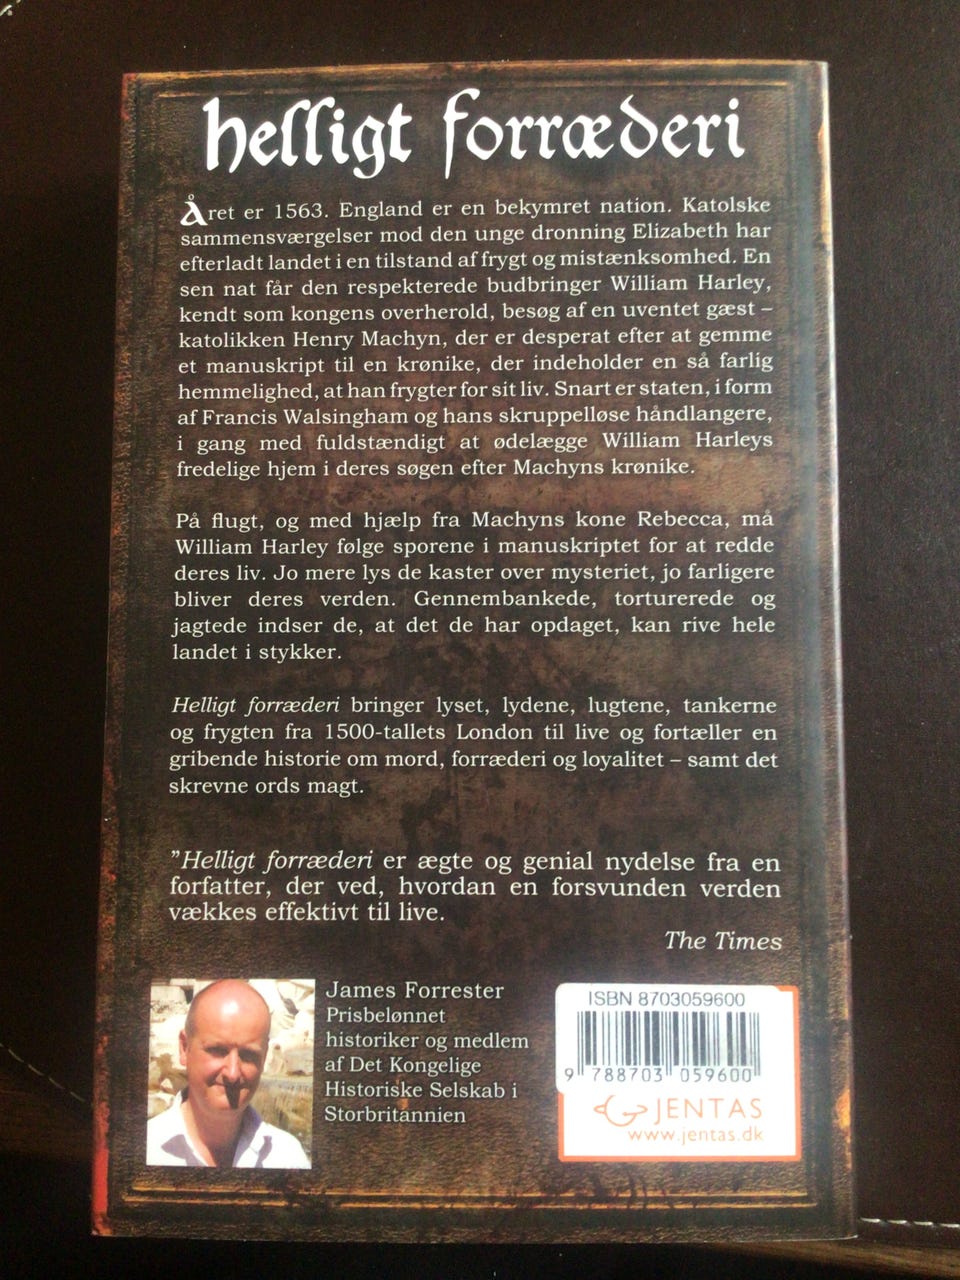 helligt forræderi
Året er 1563. England er en bekymret nation. Katolske
sammensværgelser mod den unge dronning Elizabeth har
efterladt landet i en tilstand af frygt og mistænksomhed. En
sen nat får den respekterede budbringer William Harley,
kendt som kongens overherold, besøg af en uventet gæst –
katolikken Henry Machyn, der er desperat efter at gemme
et manuskript til en krønike, der indeholder en så farlig
hemmelighed, at han frygter for sit liv. Snart er staten, i form
af Francis Walsingham og hans skruppelløse håndlangere,
i gang med fuldstændigt at ødelægge William Harleys
fredelige hjem i deres søgen efter Machyns krønike.
På flugt, og med hjælp fra Machyns kone Rebecca, må
William Harley følge sporene i manuskriptet for at redde
deres liv. Jo mere lys de kaster over mysteriet, jo farligere
bliver deres verden. Gennembankede, torturerede og
jagtede indser de, at det de har opdaget, kan rive hele
landet i stykker.
Helligt forræderi bringer lyset, lydene, lugtene, tankerne
og frygten fra 1500-tallets London til live og fortæller en
gribende historie om mord, forræderi og loyalitet – samt det
skrevne ords magt.
"Helligt forræderi er ægte og genial nydelse fra en
forfatter, der ved, hvordan en forsvunden verden
vækkes effektivt til live.
The Times
James Forrester
Prisbelønnet
historiker og medlem
af Det Kongelige
Historiske Selskab i
Storbritannien
ISBN 8703059600
9 788703 059600
JENTAS
www.jentas.dk